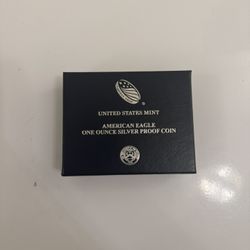 UNITED STATES MINT
AMERICAN EAGLE
ONE OUNCE SILVER PROOF COIN